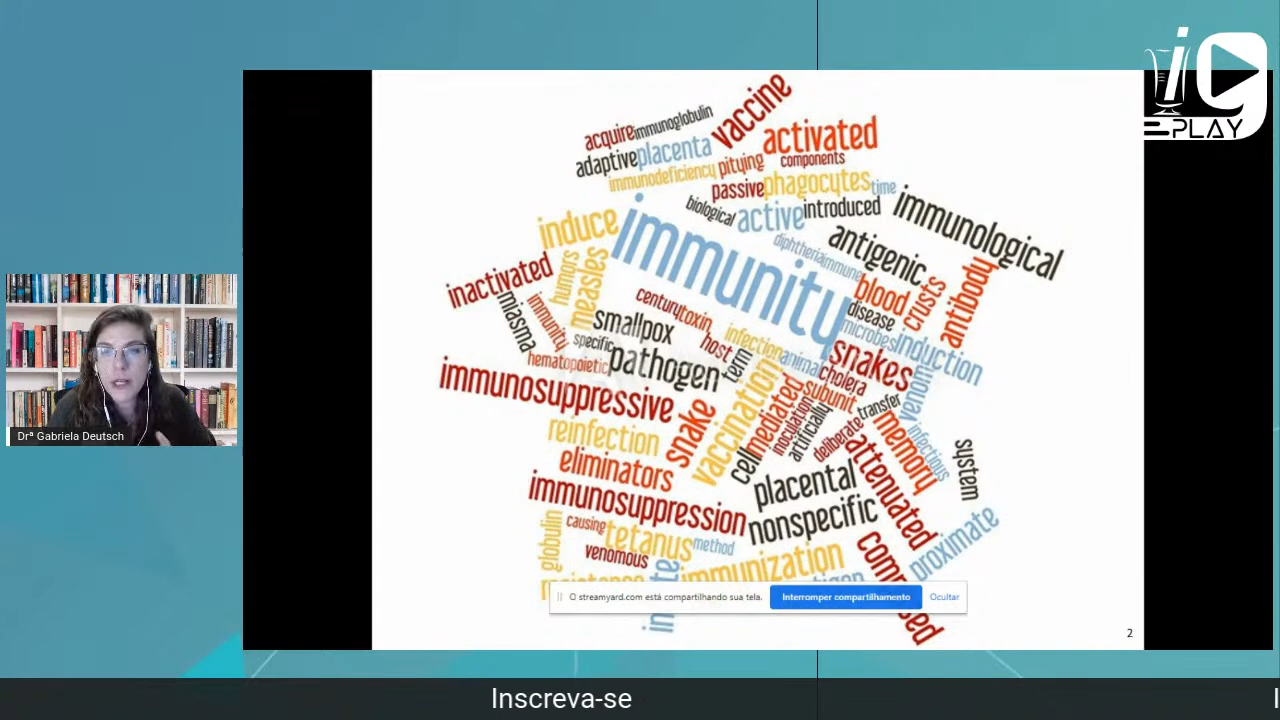 iG
PLAY
vaccine
acquire
immunoglobulin
activated
adaptive
placenta
components
immunodeficiency
pitying
passive
phagocytes
time
biological
active
introduced
immunological
induce
immunity
antigenic
diphtheria
immune
inactivated
humors
measles
blood
crusts
antibody
miasma
immunity
century
toxin
disease
microbes
induction
smallpox
specific
host
infection
animal
snakes
hematopoietic
pathogen
term
cholera
venom
immunosuppressive
snake
vaccination
mediated
subunit
transfer
inoculation
artificially
deliberate
memory
infectious
reinfection
cell
attenuated
system
eliminators
placental
immunosuppression
nonspecific
globulin
causing
tetanus
method
proximate
venomous
immunization
O streamyard.com está compartilhando sua tela.
Interromper compartilhamento
Ocultar
2
Drª Gabriela Deutsch
Inscreva-se